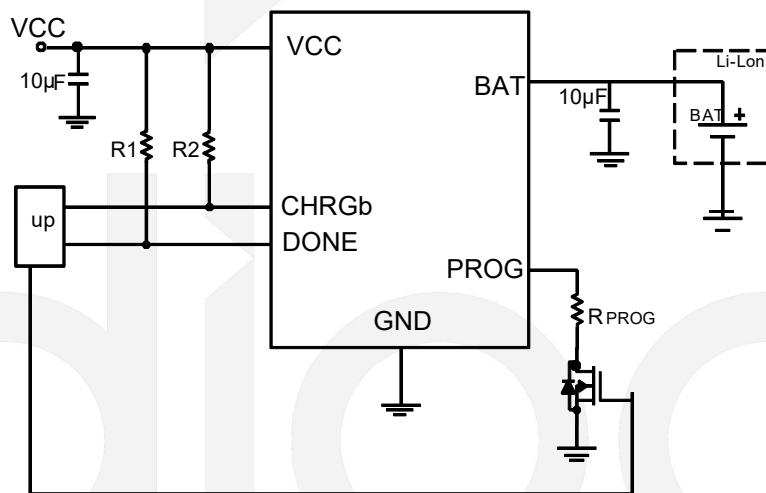 VCC
VCC
10µF
R1
R2
up
CHRGb
DONE
GND
BAT
10µF
Li-Lon
BAT +
PROG
RPROG